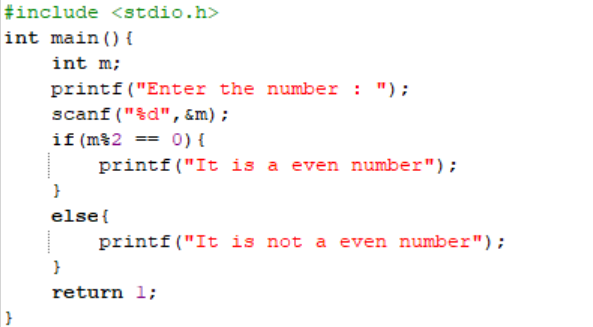 #include <stdio.h>
int main(){
int m;
printf("Enter the number : ");
scanf("%d",&m);
if(m%2 == 0){
printf("It is a even number");
}
else{
printf("It is not a even number");
}
return 1;
}